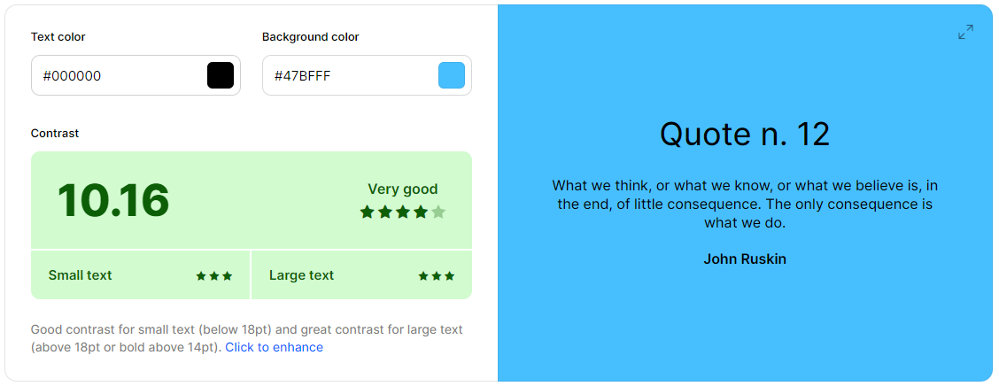 Text color
Background color
#000000
#47BFFF
Contrast
10.16
Very good
Small text
Large text
Good contrast for small text (below 18pt) and great contrast for large text
(above 18pt or bold above 14pt). Click to enhance
Quote n. 12
What we think, or what we know, or what we believe is, in
the end, of little consequence. The only consequence is
what we do.
John Ruskin